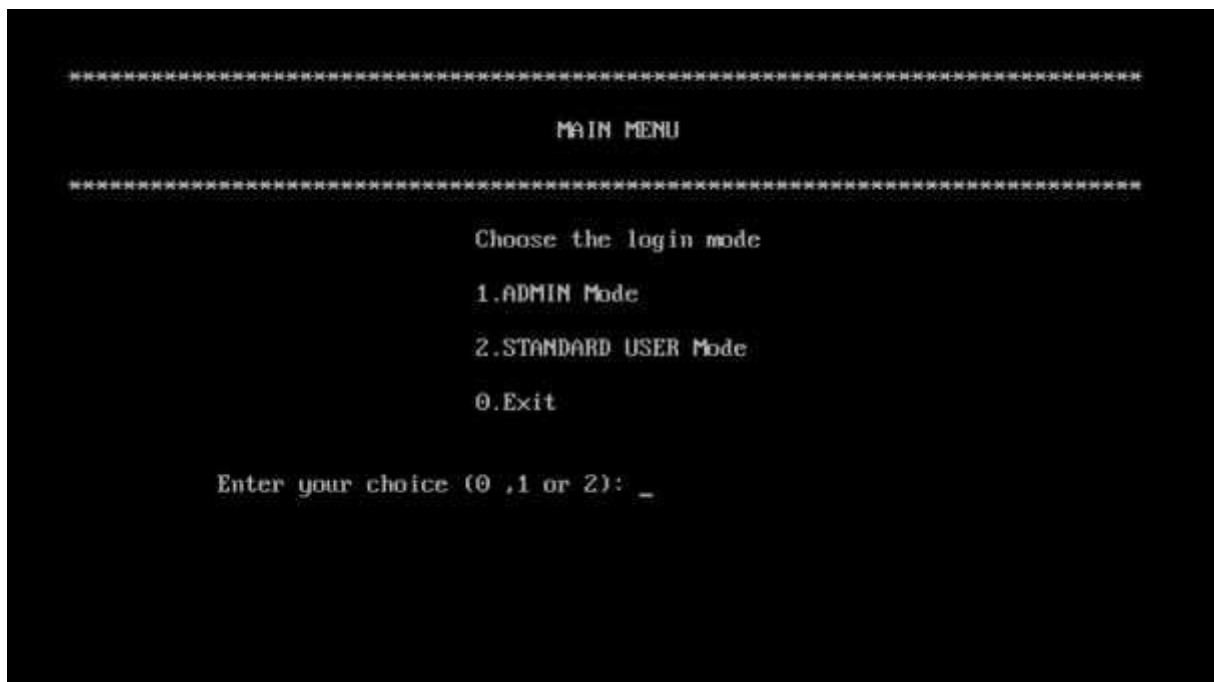 *******************************************************************************
MAIN MENU
*******************************************************************************
Choose the login mode
1.ADMIN Mode
2.STANDARD USER Mode
0.Exit
Enter your choice (0 ,1 or 2): _